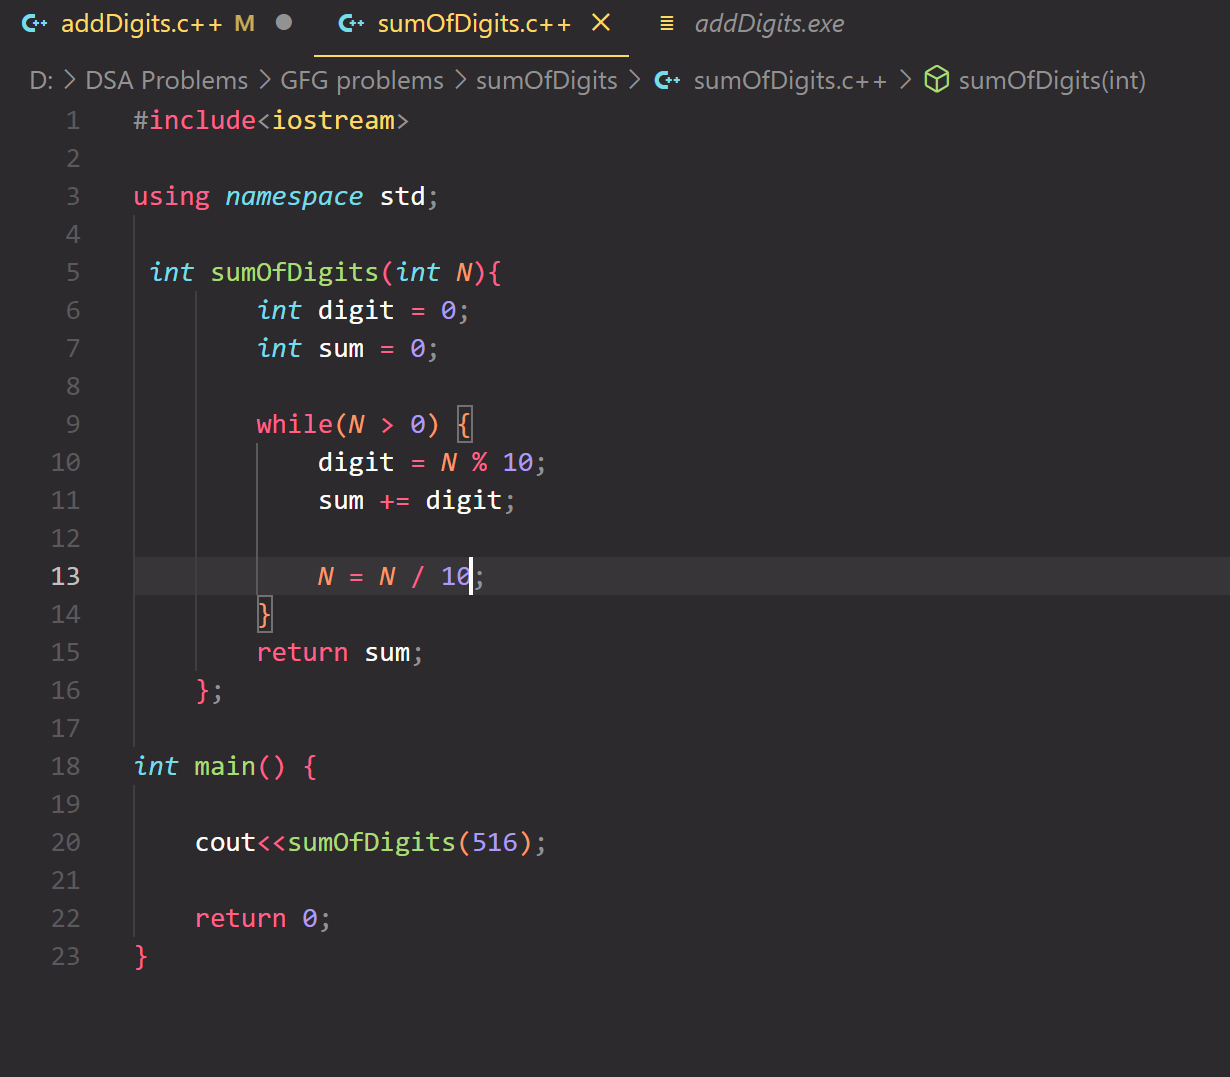 C++ addDigits.c++ M ● C++ sumOfDigits.c++ × addDigits.exe
D: > DSA Problems > GFG problems > sumOfDigits > C++ sumOfDigits.c++ > sumOfDigits(int)
1 #include<iostream>
2
3 using namespace std;
4
5 int sumOfDigits(int N){
6 int digit = 0;
7 int sum = 0;
8
9 while(N > 0) {
10 digit = N % 10;
11 sum += digit;
12
13 N = N / 10;
14 }
15 return sum;
16 };
17
18 int main() {
19
20 cout<<sumOfDigits(516);
21
22 return 0;
23 }